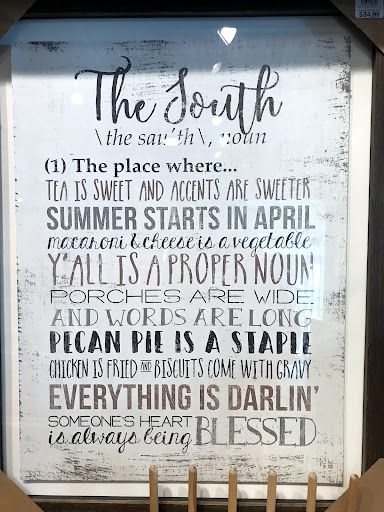 The South
\the sau'th\, noun
(1) The place where...
TEA IS SWEET AND ACCENTS ARE SWEETER
SUMMER STARTS IN APRIL
macaroni & cheese is a vegetable
Y'ALL IS A PROPER NOUN
PORCHES ARE WIDE
AND WORDS ARE LONG
PECAN PIE IS A STAPLE
CHICKEN IS FRIED AND BISCUITS COME WITH GRAVY
EVERYTHING IS DARLIN'
SOMEONE'S HEART
is always being BLESSED
$34.99